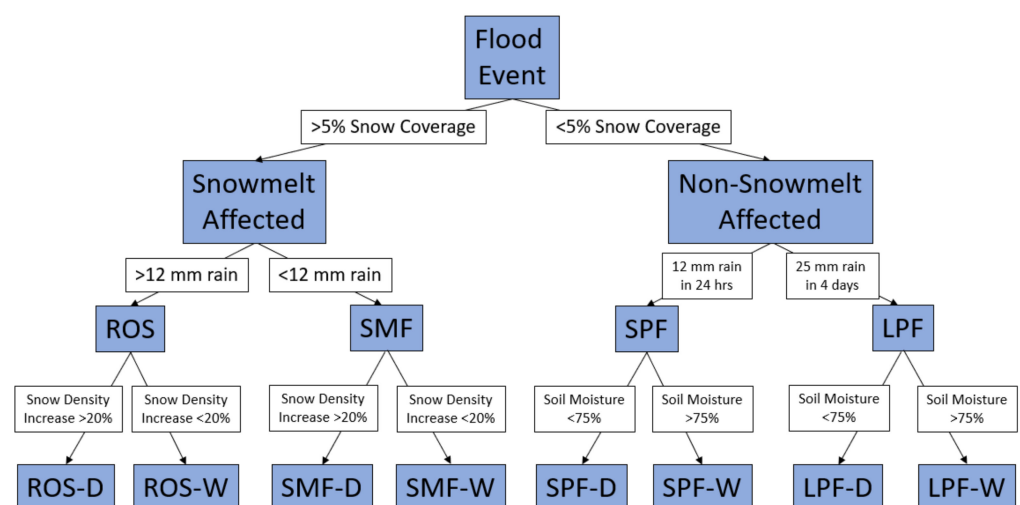 Flood
Event
>5% Snow Coverage
<5% Snow Coverage
Snowmelt
Affected
Non-Snowmelt
Affected
>12 mm rain
<12 mm rain
12 mm rain
in 24 hrs
25 mm rain
in 4 days
ROS
SMF
SPF
LPF
Snow Density
Increase >20%
Snow Density
Increase <20%
Snow Density
Increase >20%
Snow Density
Increase <20%
Soil Moisture
<75%
Soil Moisture
>75%
Soil Moisture
<75%
Soil Moisture
>75%
ROS-D
ROS-W
SMF-D
SMF-W
SPF-D
SPF-W
LPF-D
LPF-W